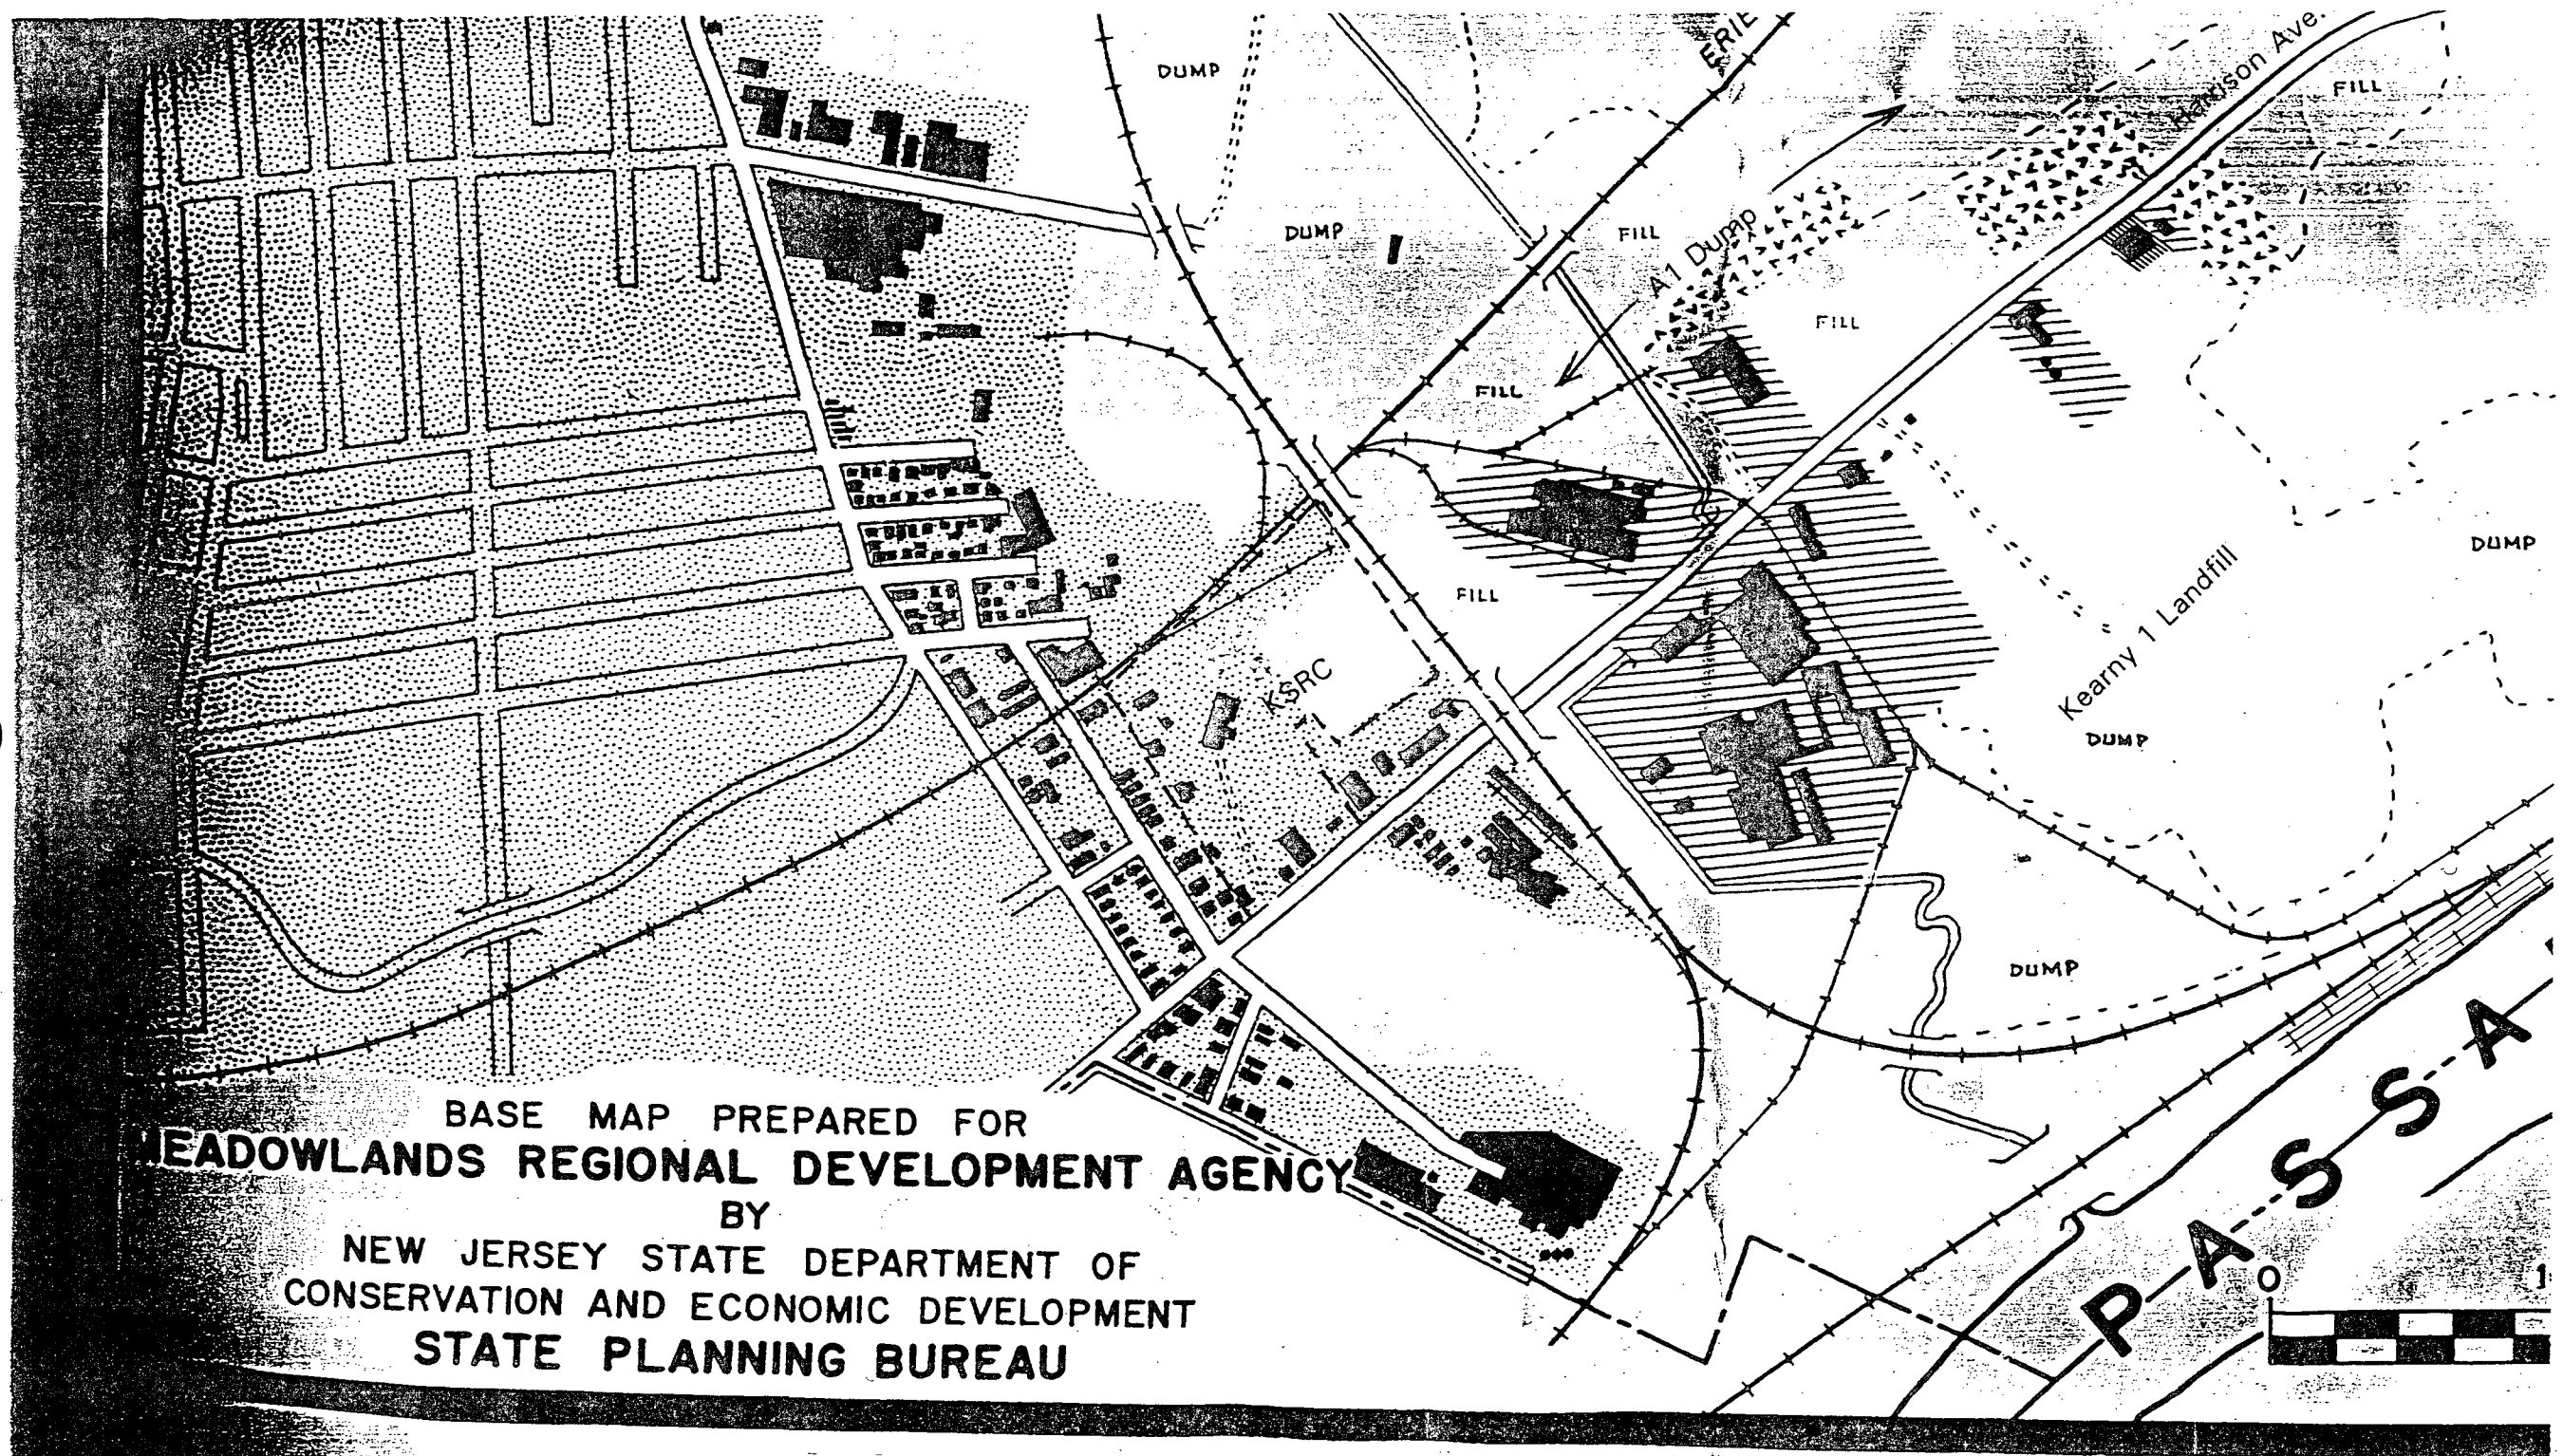 ERIE
Harrison Ave.
DUMP
FILL
DUMP
FILL
A1 Dump
FILL
FILL
DUMP
FILL
Kearny 1 Landfill
KSRC
DUMP
DUMP
PASSA
0
1
BASE MAP PREPARED FOR
MEADOWLANDS REGIONAL DEVELOPMENT AGENCY
BY
NEW JERSEY STATE DEPARTMENT OF
CONSERVATION AND ECONOMIC DEVELOPMENT
STATE PLANNING BUREAU